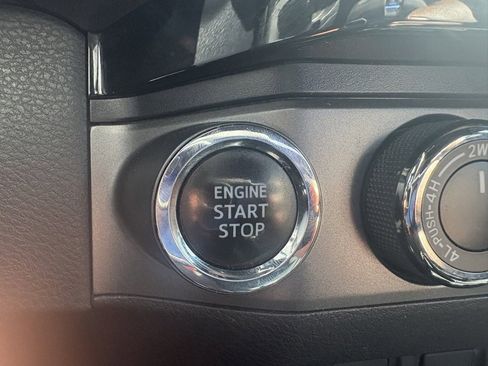 ENGINE
START
STOP
2W
4L-PUSH-4H